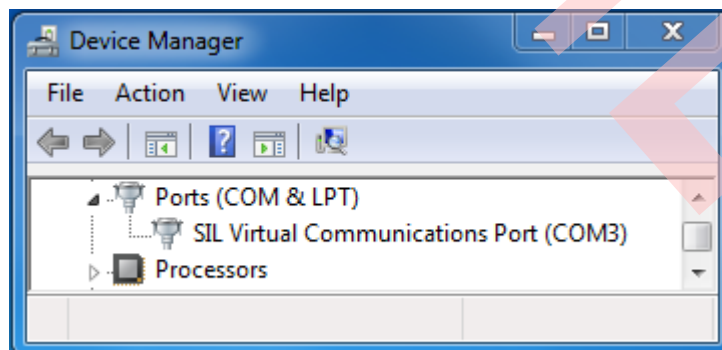 Device Manager
File Action View Help
Ports (COM & LPT)
SIL Virtual Communications Port (COM3)
Processors